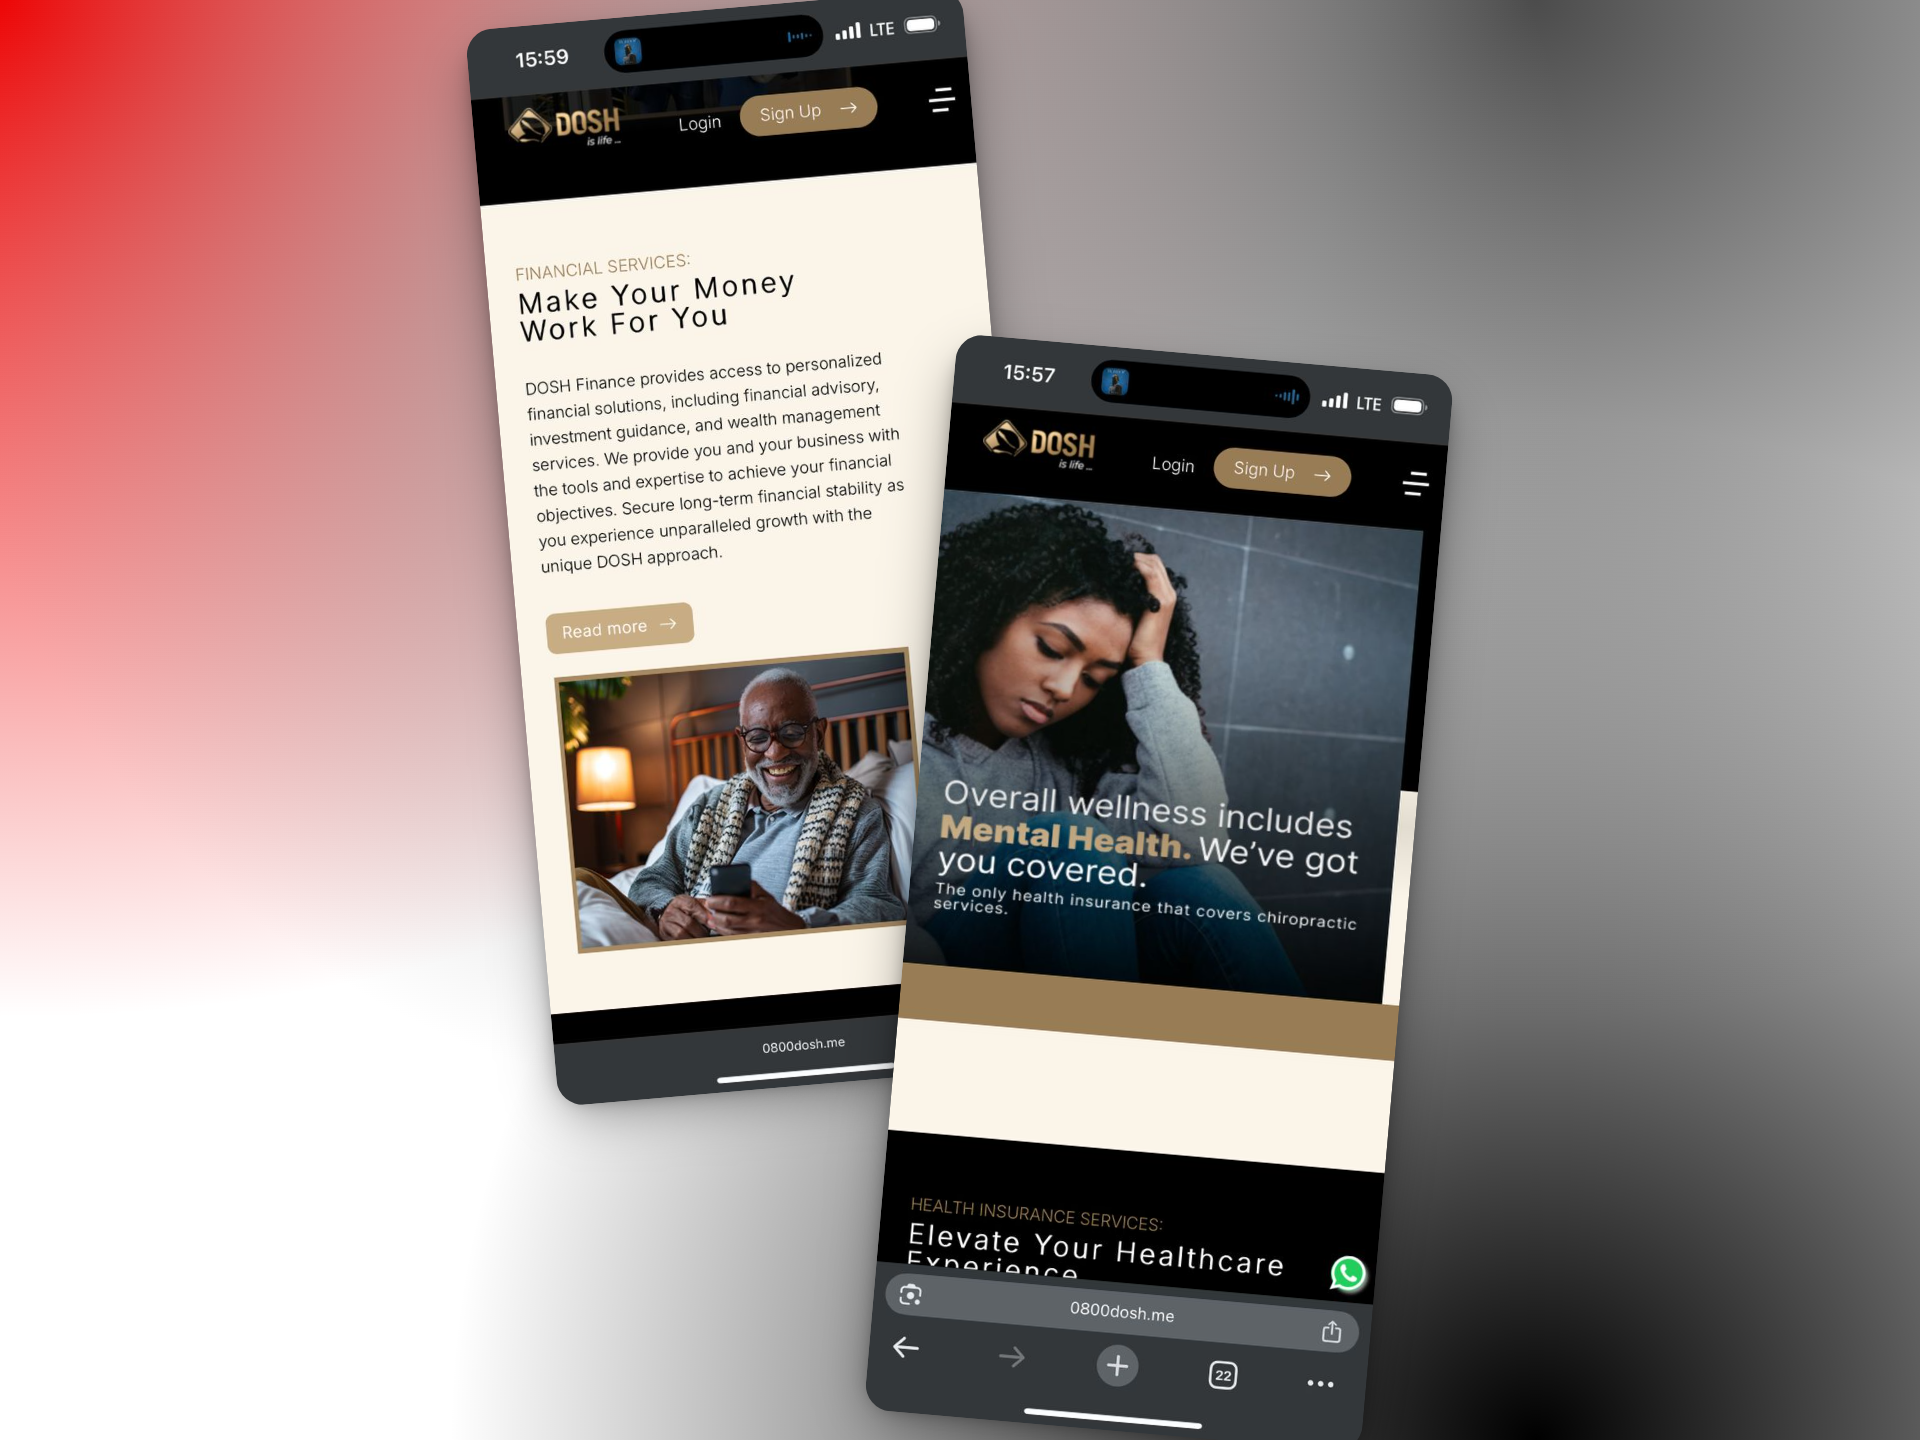 15:59
LTE
DOSH
is life ...
Login
Sign Up
FINANCIAL SERVICES:
Make Your Money
Work For You
DOSH Finance provides access to personalized
financial solutions, including financial advisory,
investment guidance, and wealth management
services. We provide you and your business with
the tools and expertise to achieve your financial
objectives. Secure long-term financial stability as
you experience unparalleled growth with the
unique DOSH approach.
Read more
0800dosh.me
15:57
LTE
DOSH
is life ...
Login
Sign Up
Overall wellness includes
Mental Health. We've got
you covered.
The only health insurance that covers chiropractic
services.
HEALTH INSURANCE SERVICES:
Elevate Your Healthcare
Experience
0800dosh.me
22